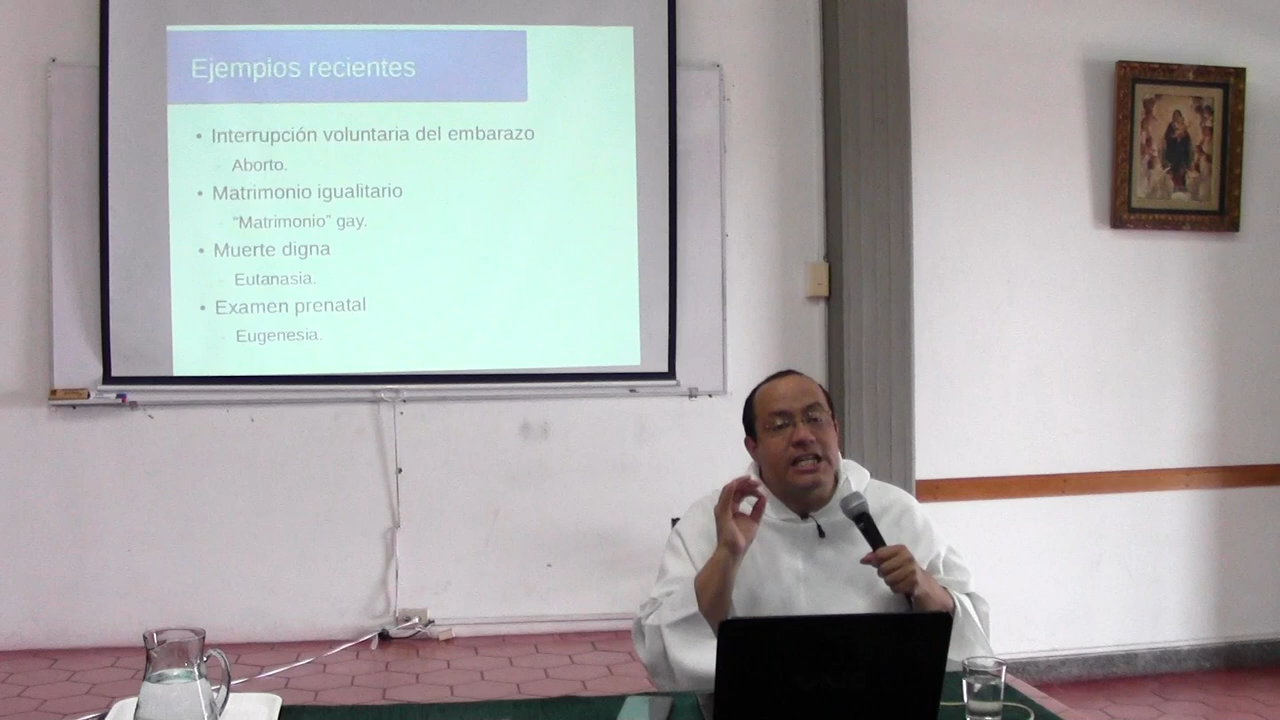 Ejemplos recientes
• Interrupción voluntaria del embarazo
- Aborto.
• Matrimonio igualitario
- "Matrimonio" gay.
• Muerte digna
- Eutanasia.
• Examen prenatal
- Eugenesia.